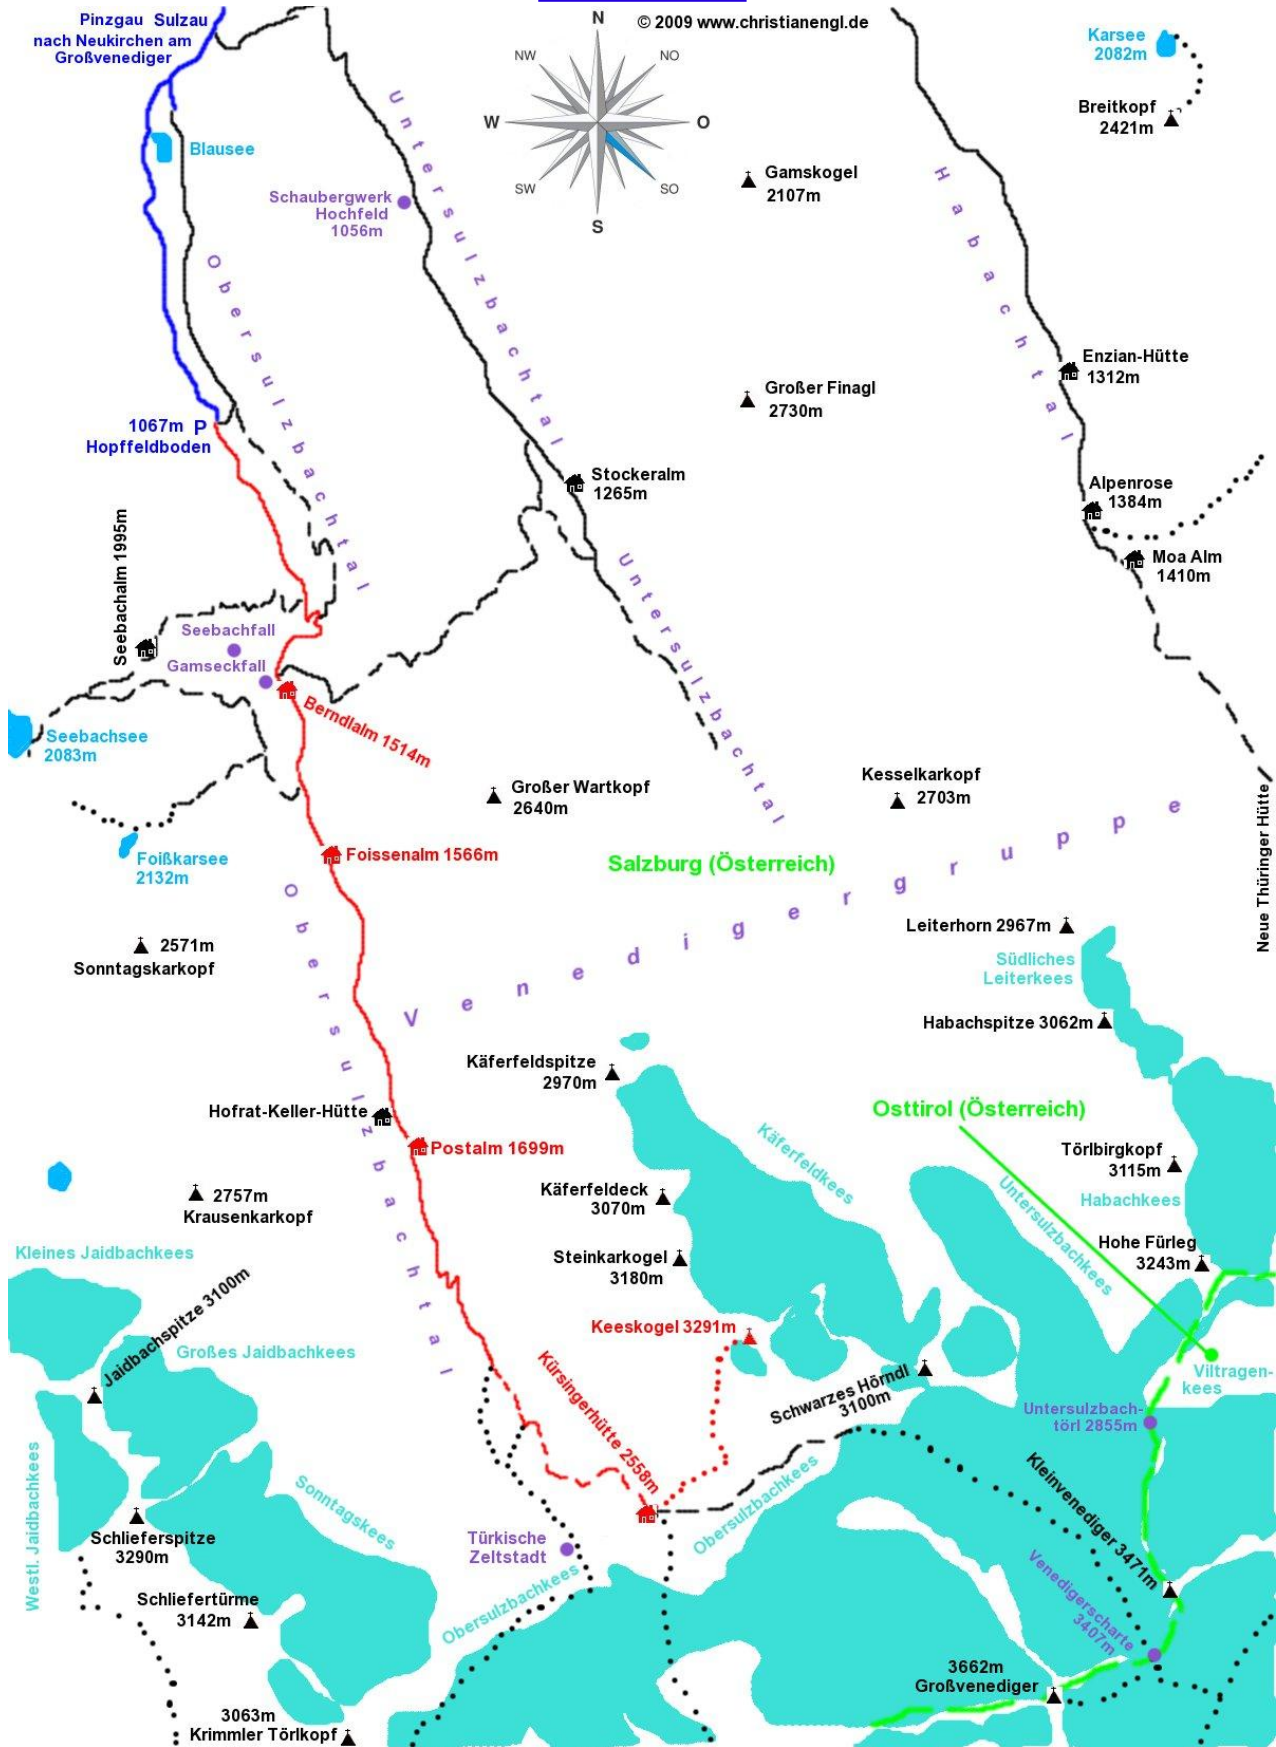 Pinzgau Sulzau
nach Neukirchen am
Großvenediger
N
© 2009 www.christianengl.de
NW
NO
W
O
SW
SO
S
Karsee
2082m
Breitkopf
2421m
Blausee
Untersulzbachtal
Schaubergwerk
Hochfeld
1056m
Gamskogel
2107m
Habachtal
Obersulzbachtal
Enzian-Hütte
1312m
Großer Finagl
2730m
1067m P
Hopffeldboden
Stockeralm
1265m
Alpenrose
1384m
Moa Alm
1410m
Seebachalm 1995m
Untersulzbachtal
Seebachfall
Gamseckfall
Berndlalm 1514m
Seebachsee
2083m
Großer Wartkopf
2640m
Kesselkarkopf
2703m
Neue Thüringer Hütte
Foißkarsee
2132m
Foissenalm 1566m
Salzburg (Österreich)
Venedigergruppe
Obersulzbachtal
2571m
Sonntagskarkopf
Leiterhorn 2967m
Südliches
Leiterkees
Habachspitze 3062m
Käferfeldspitze
2970m
Hofrat-Keller-Hütte
Postalm 1699m
Osttirol (Österreich)
Käferfeldkees
Törlbirgkopf
3115m
Habachkees
Untersulzbachkees
2757m
Krausenkarkopf
Käferfeldeck
3070m
Steinkarkogel
3180m
Hohe Fürleg
3243m
Kleines Jaidbachkees
Jaidbachspitze 3100m
Großes Jaidbachkees
Keeskogel 3291m
Kürsingerhütte 2558m
Schwarzes Hörndl
3100m
Viltragen-
kees
Untersulzbach-
törl 2855m
Westl. Jaidbachkees
Sonntagskees
Obersulzbachkees
Kleinvenediger 3471m
Schlieferspitze
3290m
Türkische
Zeltstadt
Obersulzbachkees
Venedigerscharte
3407m
Schliefertürme
3142m
3662m
Großvenediger
3063m
Krimmler Törlkopf